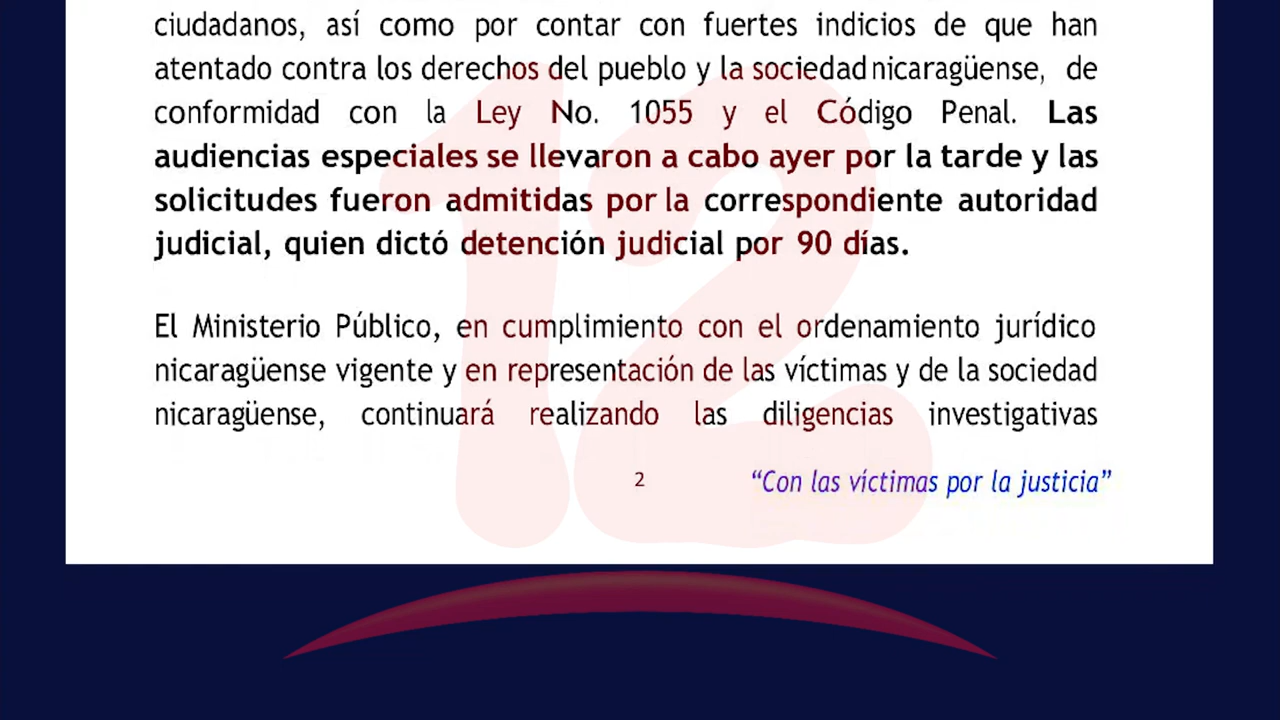 ciudadanos, así como por contar con fuertes indicios de que han
atentado contra los derechos del pueblo y la sociedad nicaragüense, de
conformidad con la Ley No. 1055 y el Código Penal. Las
audiencias especiales se llevaron a cabo ayer por la tarde y las
solicitudes fueron admitidas por la correspondiente autoridad
judicial, quien dictó detención judicial por 90 días.
El Ministerio Público, en cumplimiento con el ordenamiento jurídico
nicaragüense vigente y en representación de las víctimas y de la sociedad
nicaragüense, continuará realizando las diligencias investigativas
2
“Con las víctimas por la justicia”
12